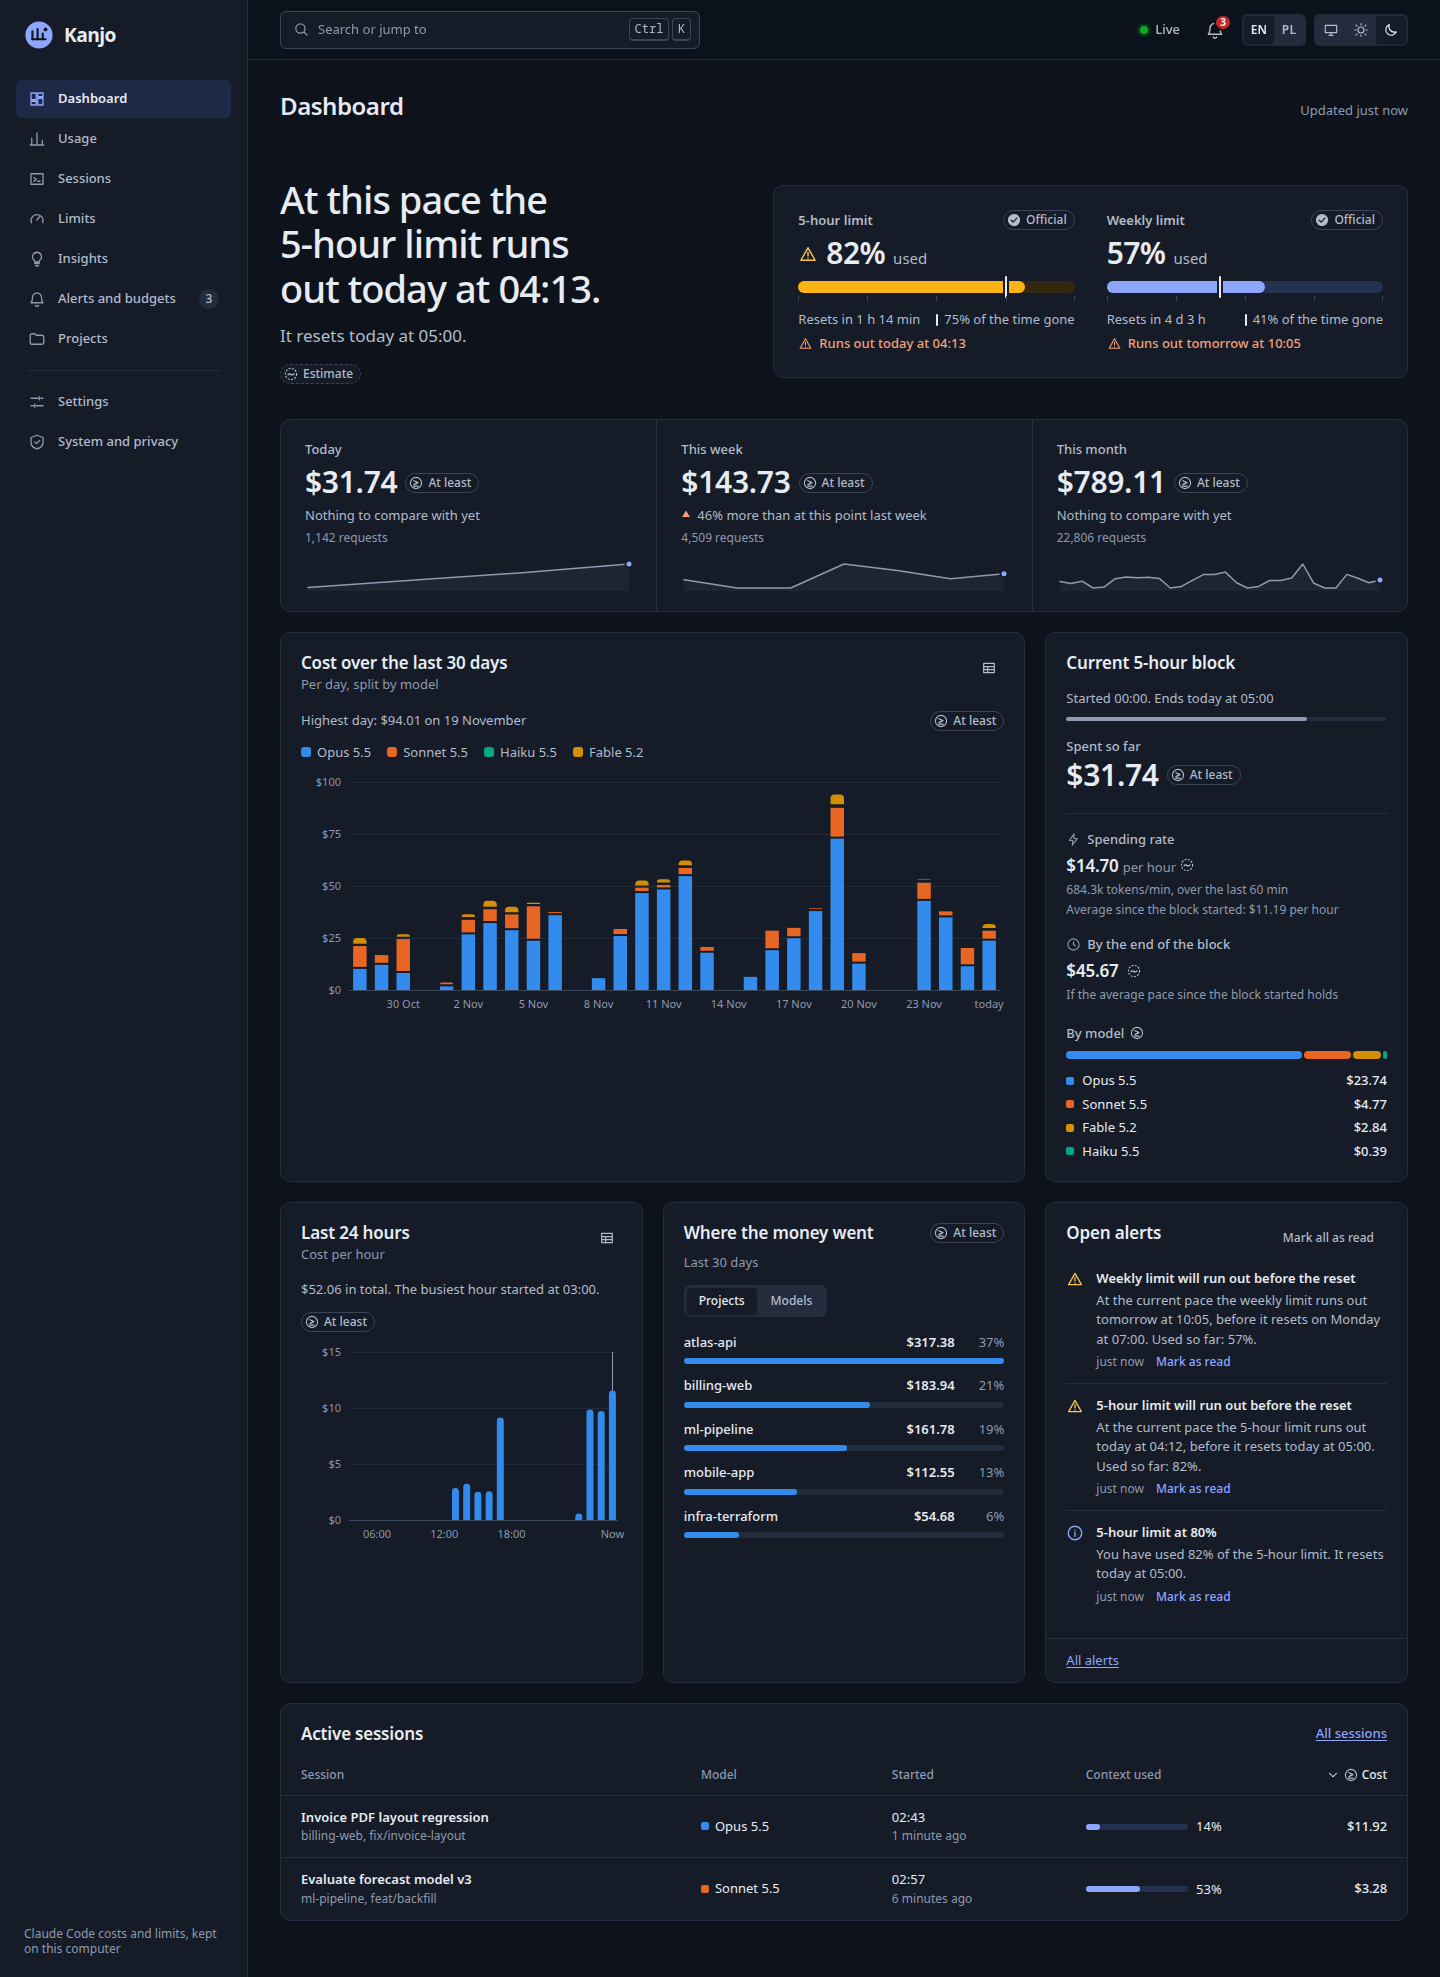 Kanjo
Search or jump to
Ctrl K
Live
3
EN PL
Dashboard
Usage
Sessions
Limits
Insights
Alerts and budgets 3
Projects
Settings
System and privacy
Claude Code costs and limits, kept
on this computer
Dashboard
Updated just now
At this pace the
5-hour limit runs
out today at 04:13.
It resets today at 05:00.
Estimate
5-hour limit Official
82% used
Resets in 1 h 14 min 75% of the time gone
Runs out today at 04:13
Weekly limit Official
57% used
Resets in 4 d 3 h 41% of the time gone
Runs out tomorrow at 10:05
Today
$31.74 At least
Nothing to compare with yet
1,142 requests
This week
$143.73 At least
46% more than at this point last week
4,509 requests
This month
$789.11 At least
Nothing to compare with yet
22,806 requests
Cost over the last 30 days
Per day, split by model
Highest day: $94.01 on 19 November At least
Opus 5.5 Sonnet 5.5 Haiku 5.5 Fable 5.2
$100
$75
$50
$25
$0
30 Oct 2 Nov 5 Nov 8 Nov 11 Nov 14 Nov 17 Nov 20 Nov 23 Nov today
Current 5-hour block
Started 00:00. Ends today at 05:00
Spent so far
$31.74 At least
Spending rate
$14.70 per hour
684.3k tokens/min, over the last 60 min
Average since the block started: $11.19 per hour
By the end of the block
$45.67
If the average pace since the block started holds
By model
Opus 5.5 $23.74
Sonnet 5.5 $4.77
Fable 5.2 $2.84
Haiku 5.5 $0.39
Last 24 hours
Cost per hour
$52.06 in total. The busiest hour started at 03:00.
At least
$15
$10
$5
$0
06:00 12:00 18:00 Now
Where the money went At least
Last 30 days
Projects Models
atlas-api $317.38 37%
billing-web $183.94 21%
ml-pipeline $161.78 19%
mobile-app $112.55 13%
infra-terraform $54.68 6%
Open alerts Mark all as read
Weekly limit will run out before the reset
At the current pace the weekly limit runs out
tomorrow at 10:05, before it resets on Monday
at 07:00. Used so far: 57%.
just now Mark as read
5-hour limit will run out before the reset
At the current pace the 5-hour limit runs out
today at 04:12, before it resets today at 05:00.
Used so far: 82%.
just now Mark as read
5-hour limit at 80%
You have used 82% of the 5-hour limit. It resets
today at 05:00.
just now Mark as read
All alerts
Active sessions All sessions
Session Model Started Context used Cost
Invoice PDF layout regression
billing-web, fix/invoice-layout
Opus 5.5
02:43
1 minute ago
14%
$11.92
Evaluate forecast model v3
ml-pipeline, feat/backfill
Sonnet 5.5
02:57
6 minutes ago
53%
$3.28